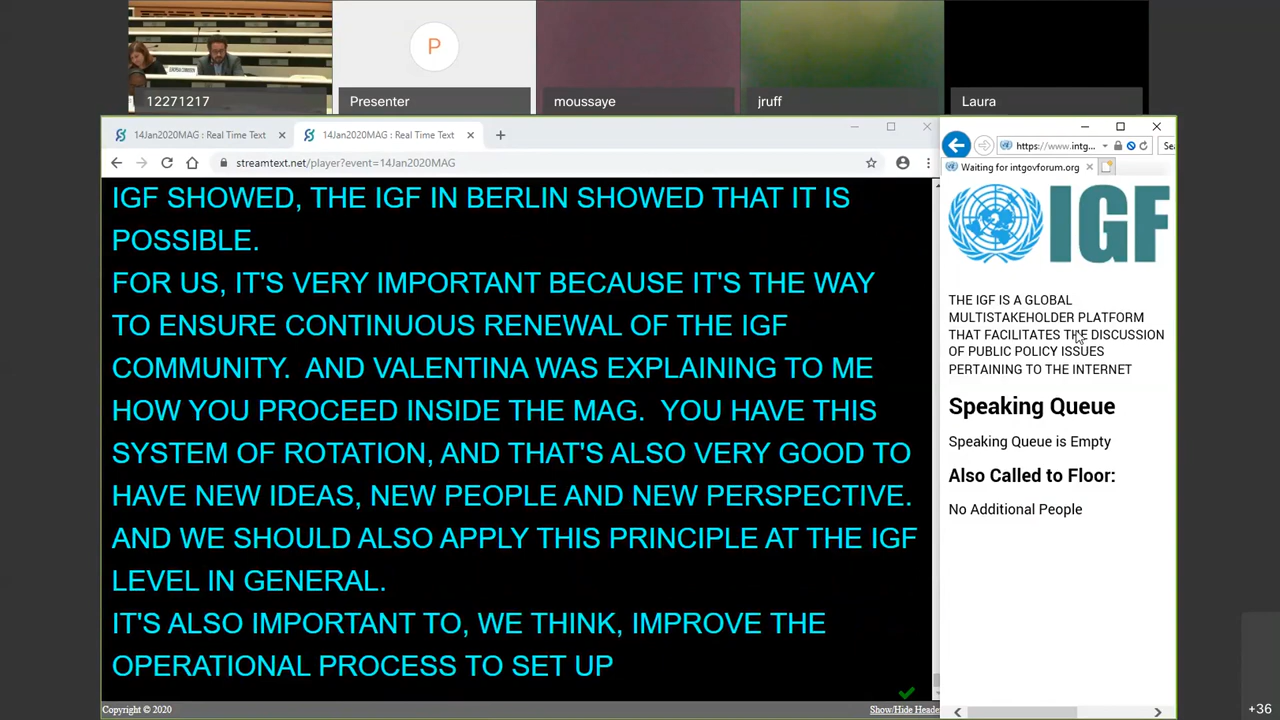 P
12271217
Presenter
moussaye
jruff
Laura
14Jan2020MAG : Real Time Text
14Jan2020MAG : Real Time Text
streamtext.net/player?event=14Jan2020MAG
IGF SHOWED, THE IGF IN BERLIN SHOWED THAT IT IS
POSSIBLE.
FOR US, IT'S VERY IMPORTANT BECAUSE IT'S THE WAY
TO ENSURE CONTINUOUS RENEWAL OF THE IGF
COMMUNITY.  AND VALENTINA WAS EXPLAINING TO ME
HOW YOU PROCEED INSIDE THE MAG.  YOU HAVE THIS
SYSTEM OF ROTATION, AND THAT'S ALSO VERY GOOD TO
HAVE NEW IDEAS, NEW PEOPLE AND NEW PERSPECTIVE.
AND WE SHOULD ALSO APPLY THIS PRINCIPLE AT THE IGF
LEVEL IN GENERAL.
IT'S ALSO IMPORTANT TO, WE THINK, IMPROVE THE
OPERATIONAL PROCESS TO SET UP
Copyright © 2020
Show/Hide Heade
https://www.intg...
Sea
Waiting for intgovforum.org
IGF
THE IGF IS A GLOBAL
MULTISTAKEHOLDER PLATFORM
THAT FACILITATES THE DISCUSSION
OF PUBLIC POLICY ISSUES
PERTAINING TO THE INTERNET
Speaking Queue
Speaking Queue is Empty
Also Called to Floor:
No Additional People
+36